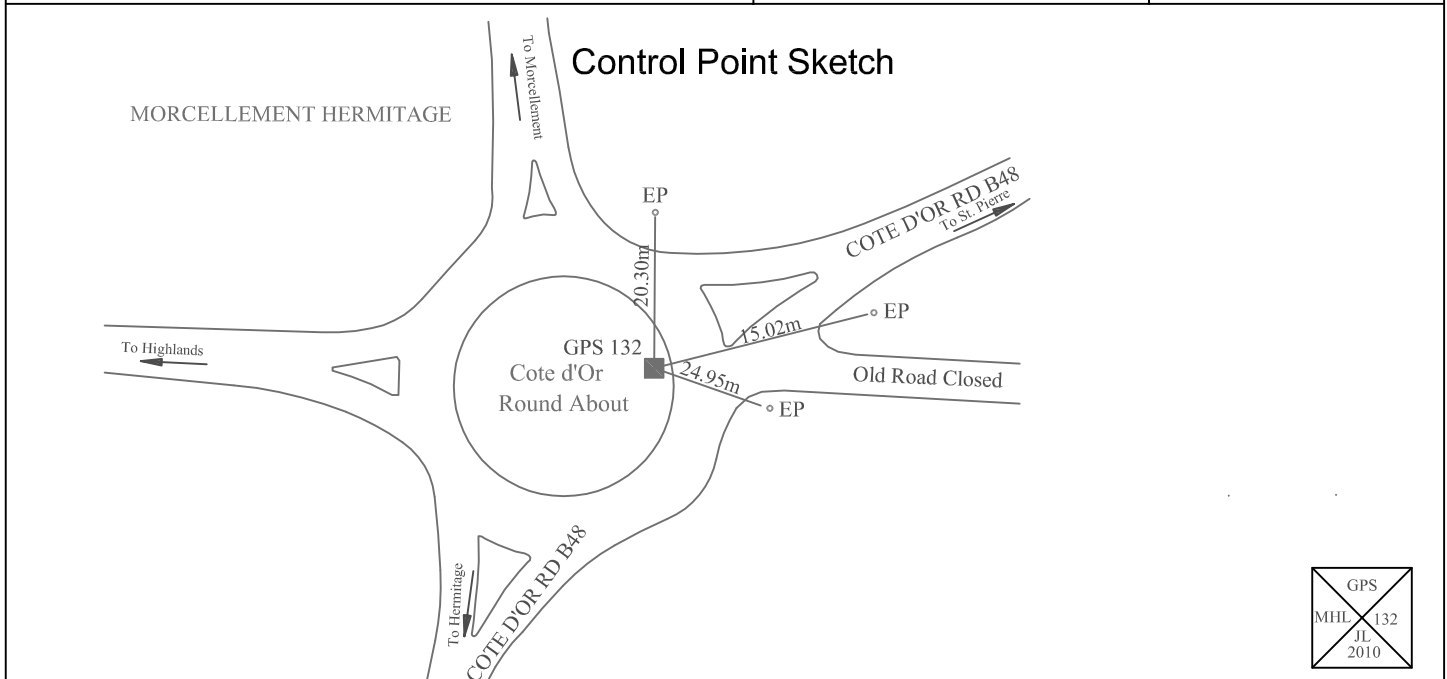 Control Point Sketch
To Morcellement
MORCELLEMENT HERMITAGE
EP
COTE D'OR RD B48
To St. Pierre
20.30m
EP
15.02m
To Highlands
GPS 132
24.95m
Cote d'Or
Round About
Old Road Closed
EP
To Hermitage
COTE D'OR RD B48
GPS
MHL 132
JL
2010